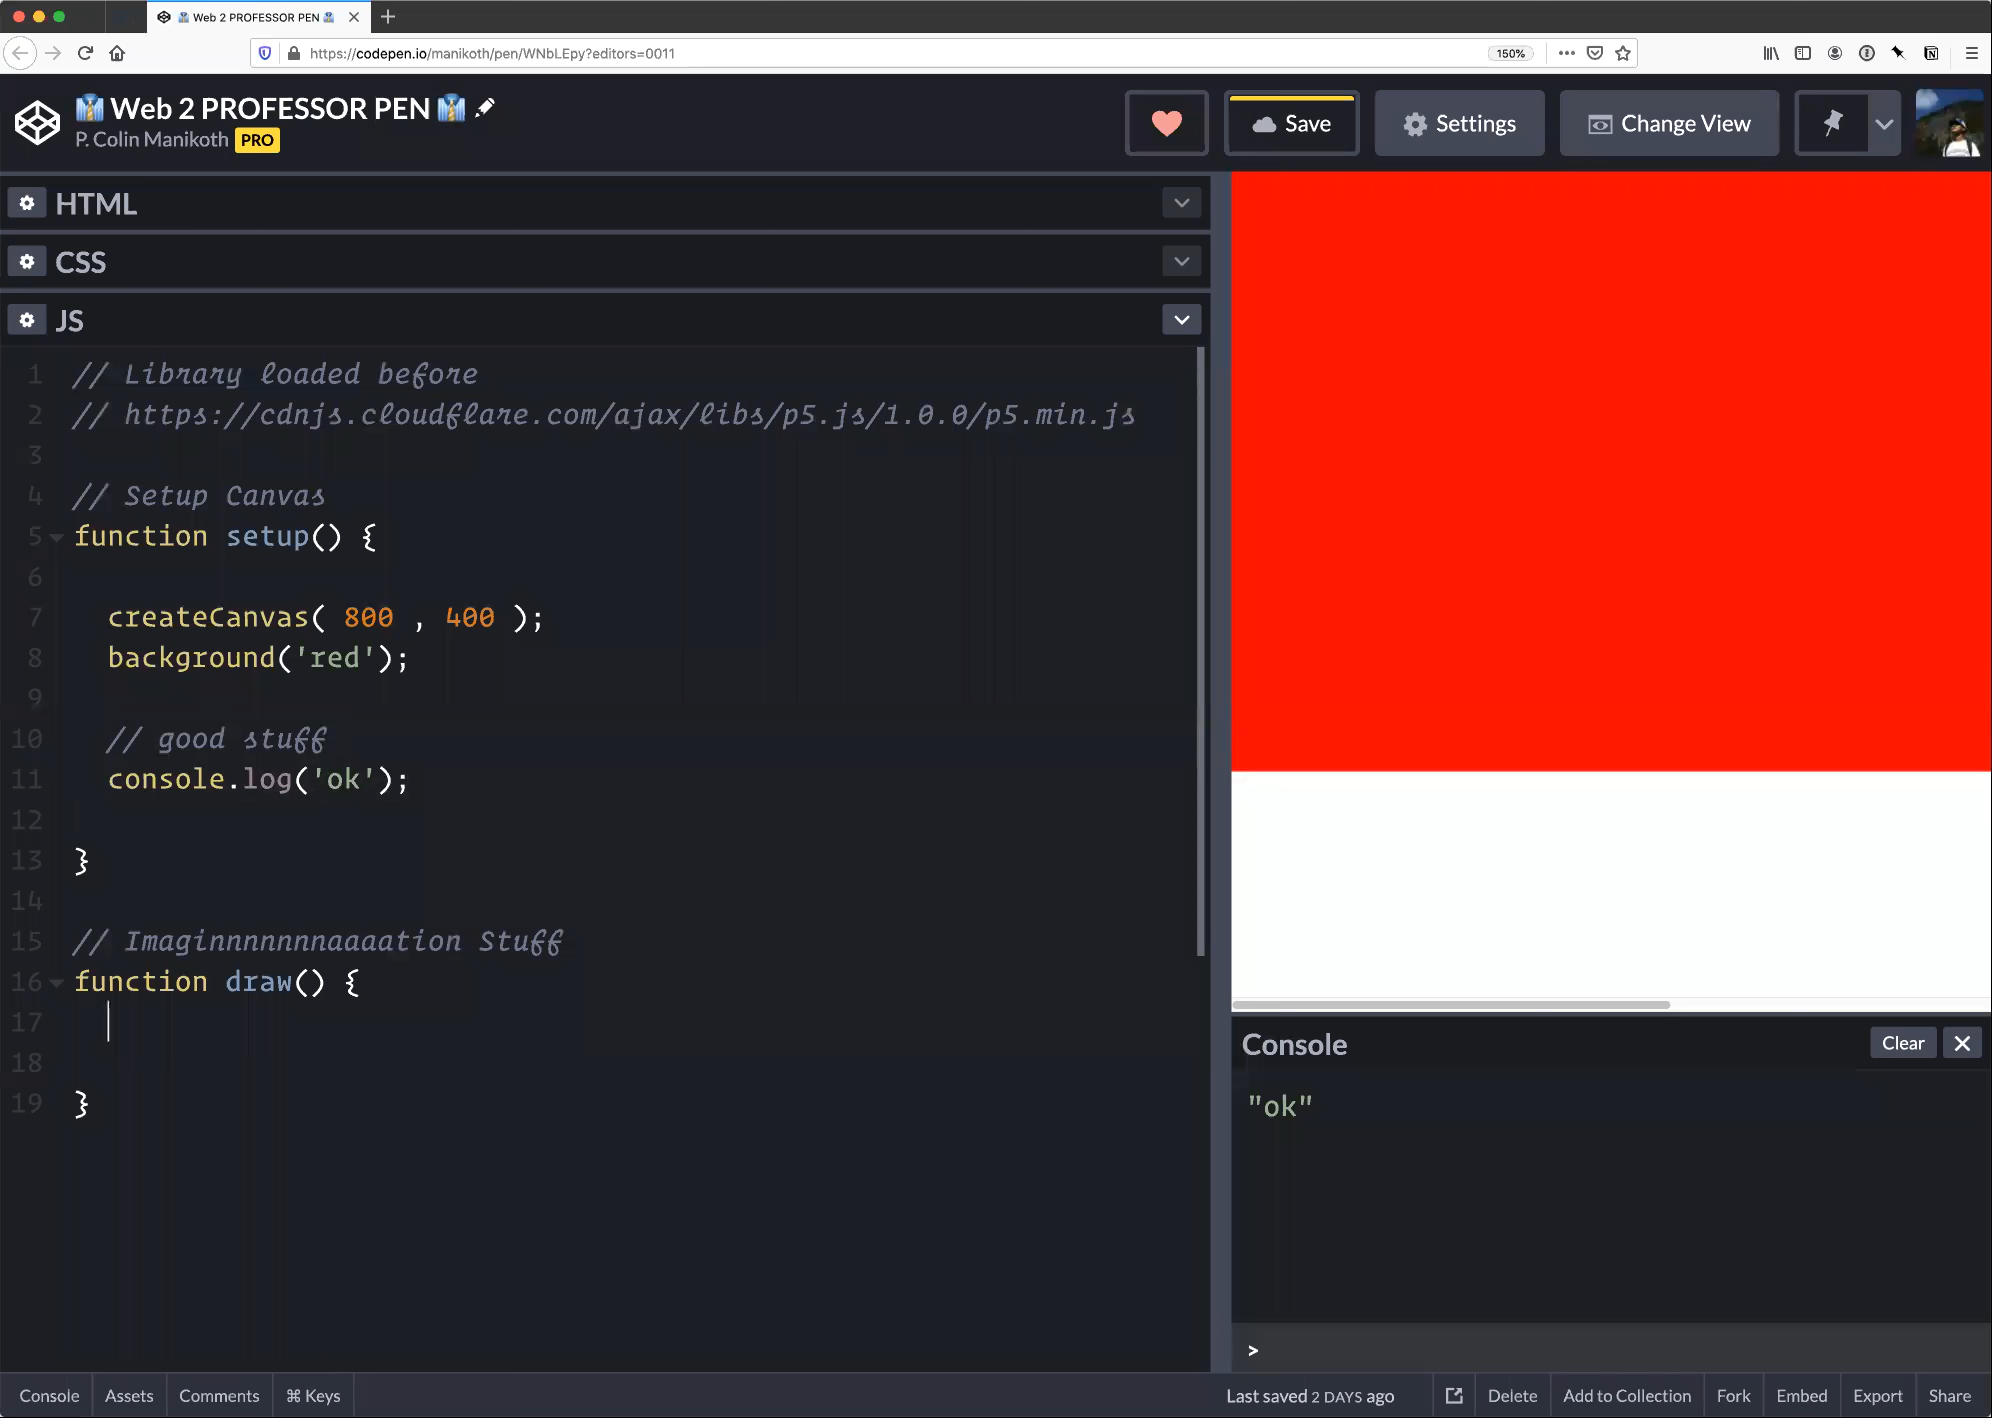 Web 2 PROFESSOR PEN
https://codepen.io/manikoth/pen/WNbLEpy?editors=0011
150%
Web 2 PROFESSOR PEN
P. Colin Manikoth PRO
Save
Settings
Change View
HTML
CSS
JS
1 // Library loaded before
2 // https://cdnjs.cloudflare.com/ajax/libs/p5.js/1.0.0/p5.min.js
3
4 // Setup Canvas
5 function setup() {
6
7 createCanvas( 800 , 400 );
8 background('red');
9
10 // good stuff
11 console.log('ok');
12
13 }
14
15 // Imaginnnnnnnaaaation Stuff
16 function draw() {
17
18
19 }
Console
Clear
"ok"
>
Console Assets Comments ⌘ Keys
Last saved 2 DAYS ago
Delete Add to Collection Fork Embed Export Share